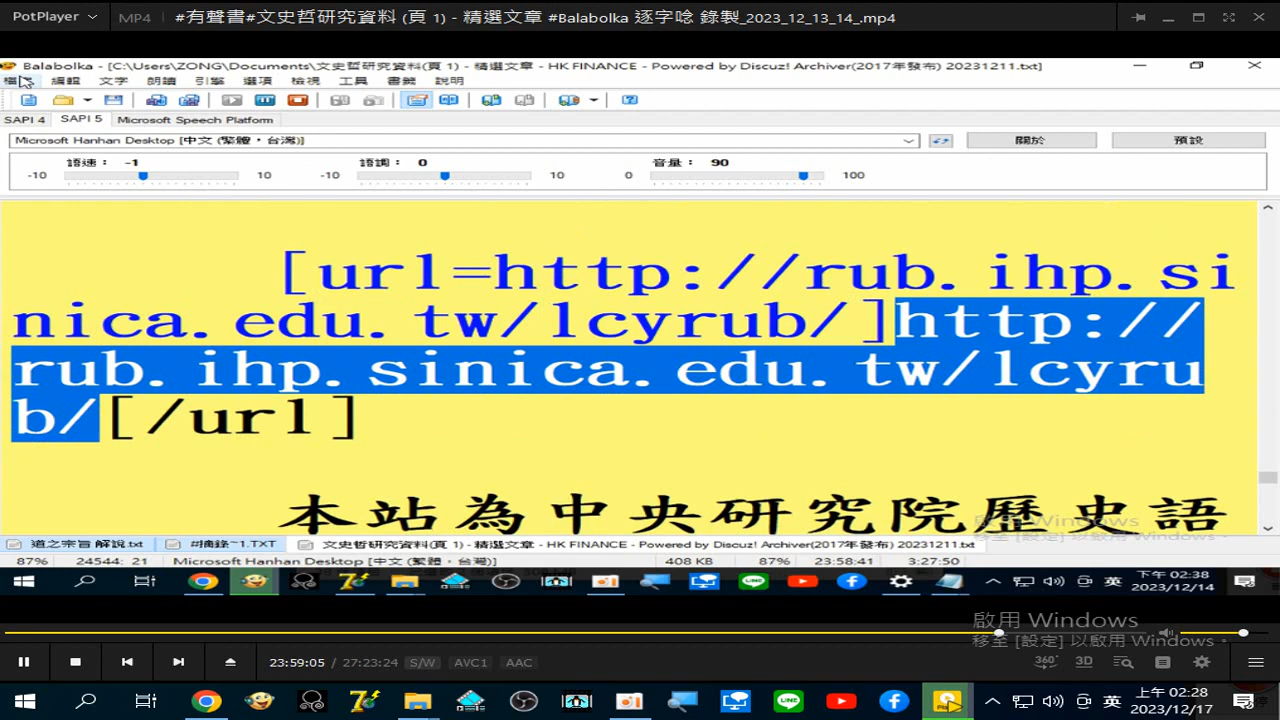 PotPlayer MP4 #有聲書#文史哲研究資料 (頁 1) - 精選文章 #Balabolka 逐字唸 錄製_2023_12_13_14_.mp4
Balabolka - [C:\Users\ZONG\Documents\文史哲研究資料(頁 1) - 精選文章 - HK FINANCE - Powered by Discuz! Archiver(2017年發布) 20231211.txt]
檔案 編輯 文字 朗讀 引擎 選項 檢視 工具 書籤 說明
SAPI 4 SAPI 5 Microsoft Speech Platform
Microsoft Hanhan Desktop [中文 (繁體，台灣)] 關於 預設
語速： -1 語調： 0 音量： 90
-10 10 -10 10 0 100
[url=http://rub.ihp.si
nica.edu.tw/lcyrub/]http://
rub.ihp.sinica.edu.tw/lcyru
b/[/url]
本站為中央研究院歷史語
啟用 Windows
移至 [設定] 以啟用 Windows。
道之宗旨 解說.txt #摘錄~1.TXT 文史哲研究資料(頁 1) - 精選文章 - HK FINANCE - Powered by Discuz! Archiver(2017年發布) 20231211.txt
87% 24544: 21 Microsoft Hanhan Desktop [中文 (繁體，台灣)] 408 KB 87% 23:58:41 3:27:50
英 下午 02:38
2023/12/14
啟用 Windows
移至 [設定] 以啟用 Windows。
23:59:05 / 27:23:24 S/W AVC1 AAC 360° 3D
英 上午 02:28
2023/12/17